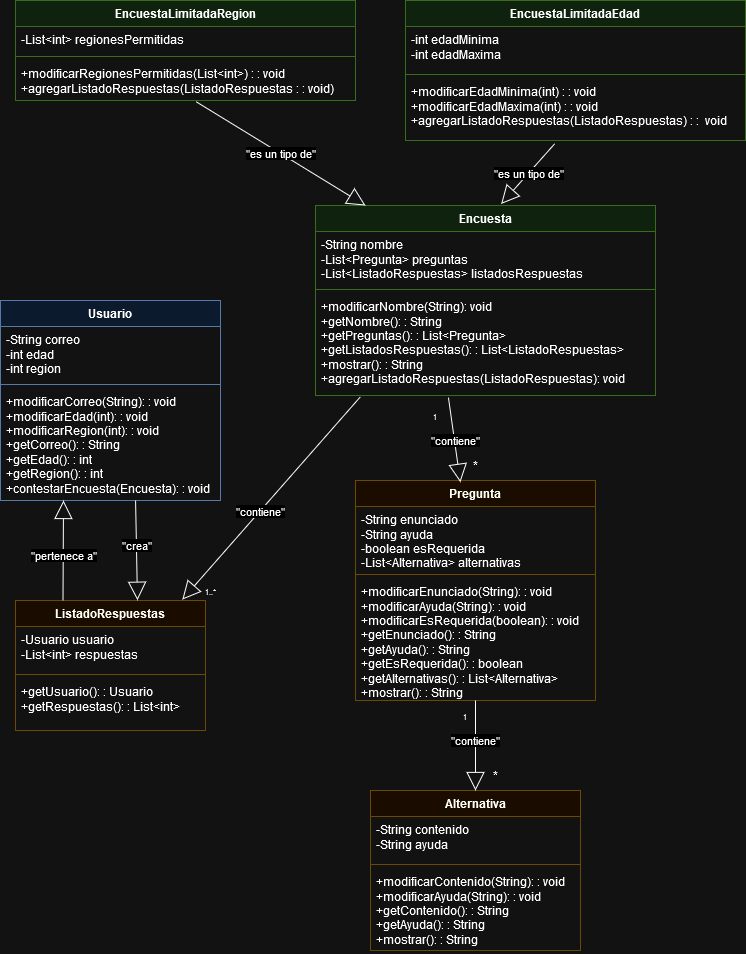 EncuestaLimitadaRegion
-List<int> regionesPermitidas
+modificarRegionesPermitidas(List<int>) : void
+agregarListadoRespuestas(ListadoRespuestas : void)
EncuestaLimitadaEdad
-int edadMinima
-int edadMaxima
+modificarEdadMinima(int) : void
+modificarEdadMaxima(int) : void
+agregarListadoRespuestas(ListadoRespuestas) : void
"es un tipo de"
"es un tipo de"
Encuesta
-String nombre
-List<Pregunta> preguntas
-List<ListadoRespuestas> listadosRespuestas
+modificarNombre(String): void
+getNombre(): String
+getPreguntas(): List<Pregunta>
+getListadosRespuestas(): List<ListadoRespuestas>
+mostrar(): String
+agregarListadoRespuestas(ListadoRespuestas): void
Usuario
-String correo
-int edad
-int region
+modificarCorreo(String): void
+modificarEdad(int): void
+modificarRegion(int): void
+getCorreo(): String
+getEdad(): int
+getRegion(): int
+contestarEncuesta(Encuesta): void
1
"contiene"
*
"contiene"
1..*
"pertenece a"
"crea"
Pregunta
-String enunciado
-String ayuda
-boolean esRequerida
-List<Alternativa> alternativas
+modificarEnunciado(String): void
+modificarAyuda(String): void
+modificarEsRequerida(boolean): void
+getEnunciado(): String
+getAyuda(): String
+getEsRequerida(): boolean
+getAlternativas(): List<Alternativa>
+mostrar(): String
ListadoRespuestas
-Usuario usuario
-List<int> respuestas
+getUsuario(): Usuario
+getRespuestas(): List<int>
1
"contiene"
*
Alternativa
-String contenido
-String ayuda
+modificarContenido(String): void
+modificarAyuda(String): void
+getContenido(): String
+getAyuda(): String
+mostrar(): String